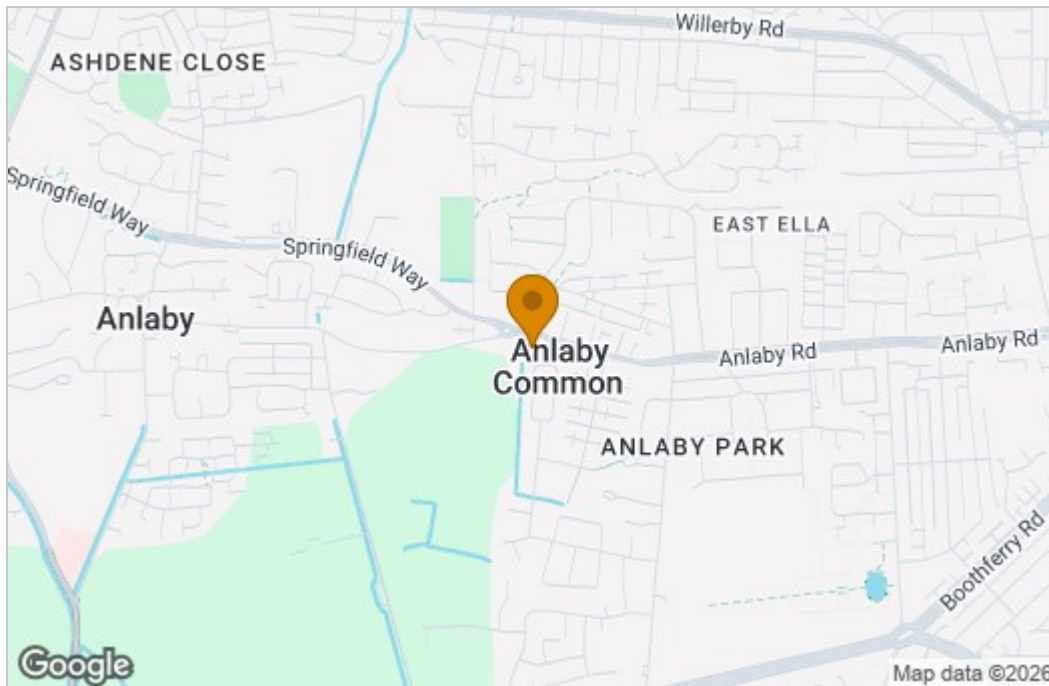 Willerby Rd
ASHDENE CLOSE
Springfield Way
Springfield Way
EAST ELLA
Anlaby
Anlaby
Common
Anlaby Rd
Anlaby Rd
ANLABY PARK
Boothferry Rd
Google
Map data ©2026